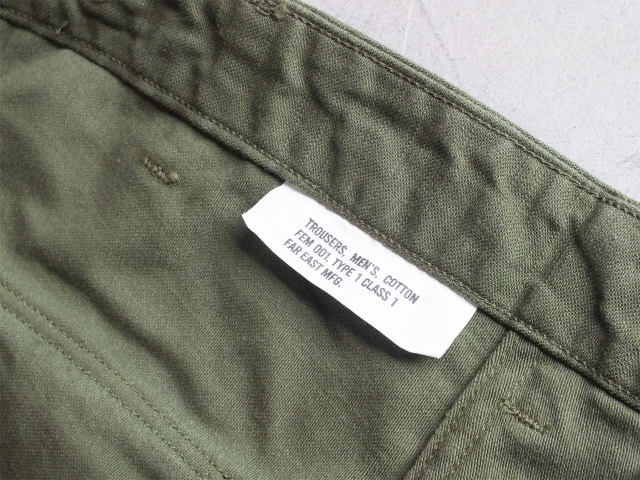 TROUSERS, MEN'S, COTTON
FEM 001, TYPE 1 CLASS 1
FAR EAST MFG.